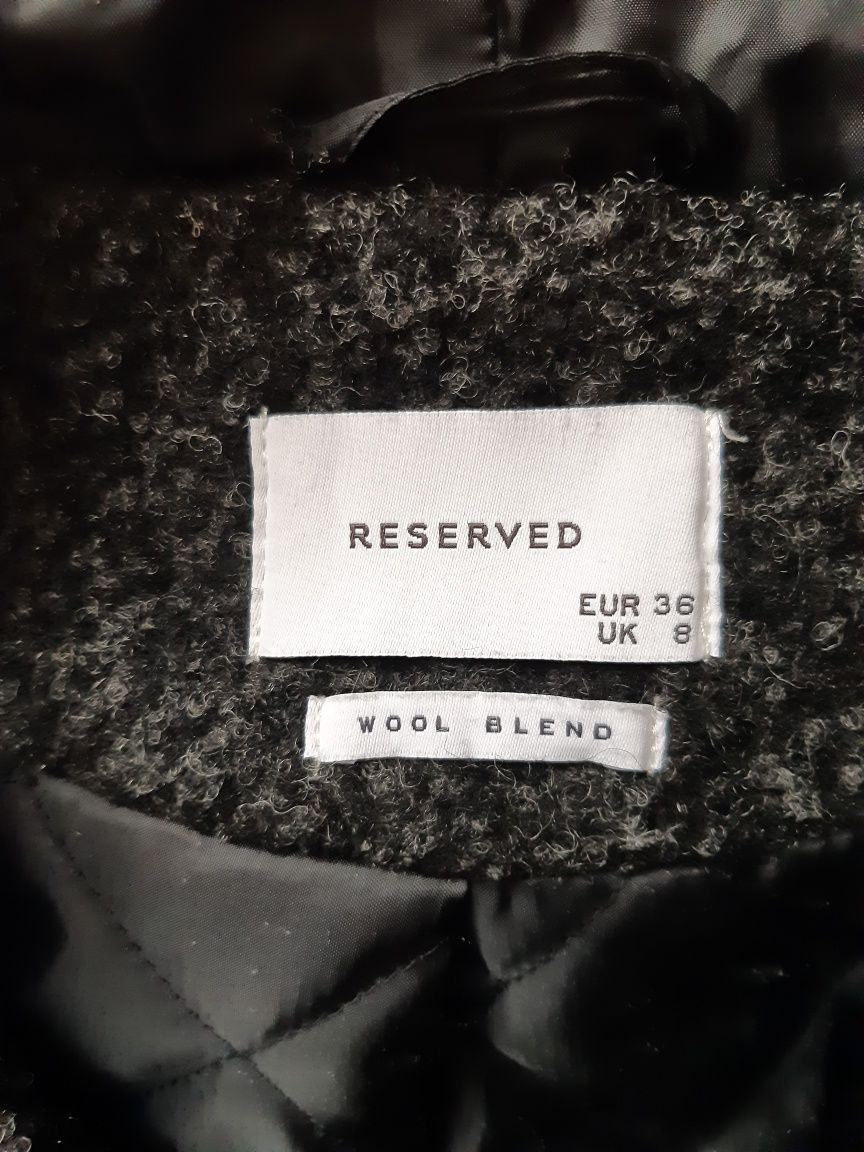 RESERVED
EUR 36
UK 8
WOOL BLEND